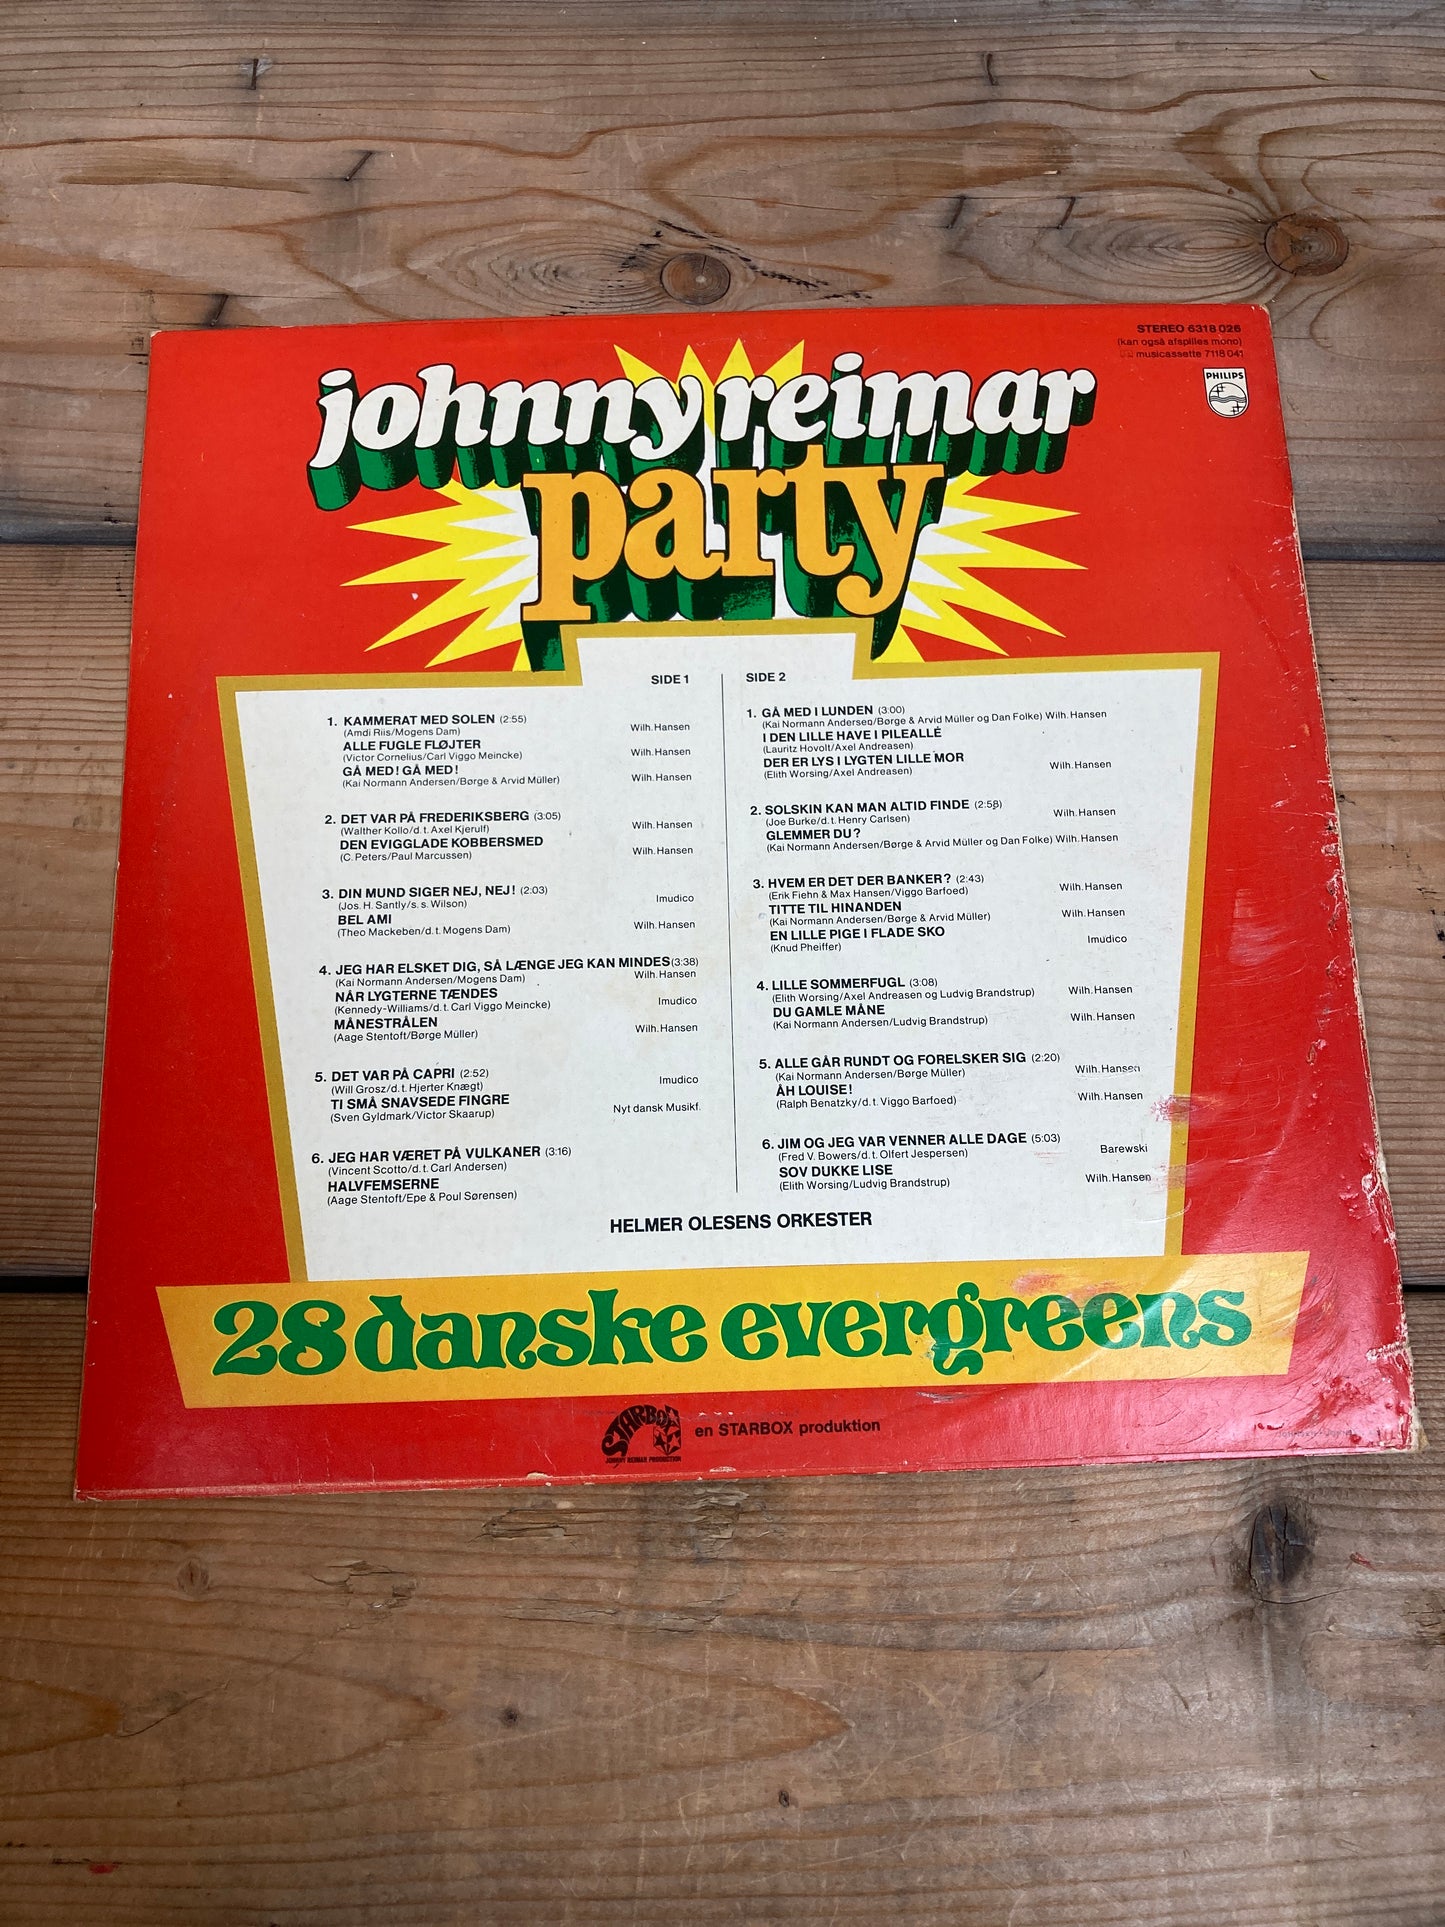 STEREO 6318 026
(kan også afspilles mono)
musicassette 7118 041
PHILIPS
johnny reimar
party
SIDE 1
1. KAMMERAT MED SOLEN (2:55)
(Amdi Riis/Mogens Dam) Wilh. Hansen
ALLE FUGLE FLØJTER
(Victor Cornelius/Carl Viggo Meincke) Wilh. Hansen
GÅ MED! GÅ MED!
(Kai Normann Andersen/Børge & Arvid Müller) Wilh. Hansen
2. DET VAR PÅ FREDERIKSBERG (3:05)
(Walther Kollo/d.t. Axel Kjerulf) Wilh. Hansen
DEN EVIGGLADE KOBBERSMED
(C. Peters/Paul Marcussen) Wilh. Hansen
3. DIN MUND SIGER NEJ, NEJ! (2:03)
(Jos. H. Santly/s. s. Wilson) Imudico
BEL AMI
(Theo Mackeben/d.t. Mogens Dam) Wilh. Hansen
4. JEG HAR ELSKET DIG, SÅ LÆNGE JEG KAN MINDES (3:38)
(Kai Normann Andersen/Mogens Dam) Wilh. Hansen
NÅR LYGTERNE TÆNDES
(Kennedy-Williams/d.t. Carl Viggo Meincke) Imudico
MÅNESTRÅLEN
(Aage Stentoft/Børge Müller) Wilh. Hansen
5. DET VAR PÅ CAPRI (2:52)
(Will Grosz/d.t. Hjerter Knægt) Imudico
TI SMÅ SNAVSEDE FINGRE
(Sven Gyldmark/Victor Skaarup) Nyt dansk Musikf.
6. JEG HAR VÆRET PÅ VULKANER (3:16)
(Vincent Scotto/d.t. Carl Andersen)
HALVFEMSERNE
(Aage Stentoft/Epe & Poul Sørensen)
SIDE 2
1. GÅ MED I LUNDEN (3:00)
(Kai Normann Andersen/Børge & Arvid Müller og Dan Folke) Wilh. Hansen
I DEN LILLE HAVE I PILEALLÉ
(Lauritz Hovolt/Axel Andreasen)
DER ER LYS I LYGTEN LILLE MOR
(Elith Worsing/Axel Andreasen) Wilh. Hansen
2. SOLSKIN KAN MAN ALTID FINDE (2:58)
(Joe Burke/d.t. Henry Carlsen) Wilh. Hansen
GLEMMER DU?
(Kai Normann Andersen/Børge & Arvid Müller og Dan Folke) Wilh. Hansen
3. HVEM ER DET DER BANKER? (2:43)
(Erik Fiehn & Max Hansen/Viggo Barfoed) Wilh. Hansen
TITTE TIL HINANDEN
(Kai Normann Andersen/Børge & Arvid Müller) Wilh. Hansen
EN LILLE PIGE I FLADE SKO
(Knud Pheiffer) Imudico
4. LILLE SOMMERFUGL (3:08)
(Elith Worsing/Axel Andreasen og Ludvig Brandstrup) Wilh. Hansen
DU GAMLE MÅNE
(Kai Normann Andersen/Ludvig Brandstrup) Wilh. Hansen
5. ALLE GÅR RUNDT OG FORELSKER SIG (2:20)
(Kai Normann Andersen/Børge Müller) Wilh. Hansen
ÅH LOUISE!
(Ralph Benatzky/d.t. Viggo Barfoed) Wilh. Hansen
6. JIM OG JEG VAR VENNER ALLE DAGE (5:03)
(Fred V. Bowers/d.t. Olfert Jespersen) Barewski
SOV DUKKE LISE
(Elith Worsing/Ludvig Brandstrup) Wilh. Hansen
HELMER OLESENS ORKESTER
28 danske evergreens
STARBOX
JOHNNY REIMAR PRODUCTION
en STARBOX produktion